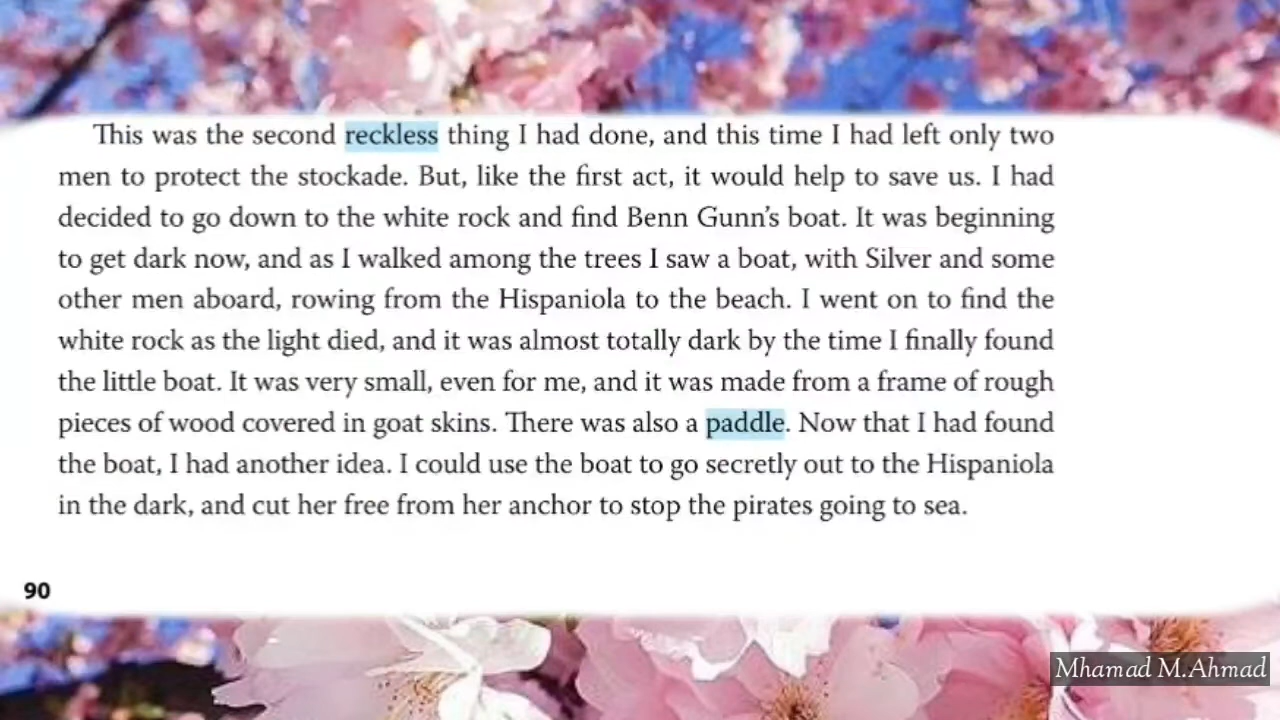 This was the second reckless thing I had done, and this time I had left only two
men to protect the stockade. But, like the first act, it would help to save us. I had
decided to go down to the white rock and find Benn Gunn's boat. It was beginning
to get dark now, and as I walked among the trees I saw a boat, with Silver and some
other men aboard, rowing from the Hispaniola to the beach. I went on to find the
white rock as the light died, and it was almost totally dark by the time I finally found
the little boat. It was very small, even for me, and it was made from a frame of rough
pieces of wood covered in goat skins. There was also a paddle. Now that I had found
the boat, I had another idea. I could use the boat to go secretly out to the Hispaniola
in the dark, and cut her free from her anchor to stop the pirates going to sea.
90
Mhamad M.Ahmad